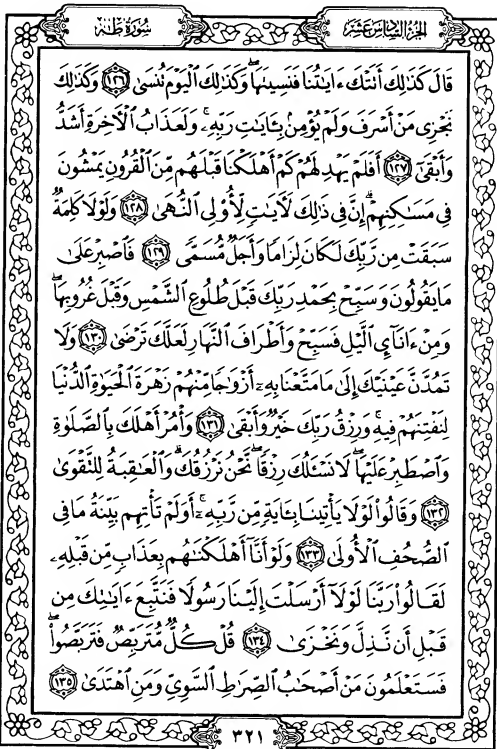 الجزء السادس عشر
سورة طه
قَالَ كَذَٰلِكَ أَتَتْكَ ءَايَٰتُنَا فَنَسِيتَهَا ۖ وَكَذَٰلِكَ ٱلْيَوْمَ تُنسَىٰ ١٢٦ وَكَذَٰلِكَ
نَجْزِى مَنْ أَسْرَفَ وَلَمْ يُؤْمِنۢ بِـَٔايَٰتِ رَبِّهِۦ ۚ وَلَعَذَابُ ٱلْـَٔاخِرَةِ أَشَدُّ
وَأَبْقَىٰٓ ١٢٧ أَفَلَمْ يَهْدِ لَهُمْ كَمْ أَهْلَكْنَا قَبْلَهُم مِّنَ ٱلْقُرُونِ يَمْشُونَ
فِى مَسَٰكِنِهِمْ ۗ إِنَّ فِى ذَٰلِكَ لَـَٔايَٰتٍ لِّأُو۟لِى ٱلنُّهَىٰ ١٢٨ وَلَوْلَا كَلِمَةٌ
سَبَقَتْ مِن رَّبِّكَ لَكَانَ لِزَامًا وَأَجَلٌ مُّسَمًّى ١٢٩ فَٱصْبِرْ عَلَىٰ
مَا يَقُولُونَ وَسَبِّحْ بِحَمْدِ رَبِّكَ قَبْلَ طُلُوعِ ٱلشَّمْسِ وَقَبْلَ غُرُوبِهَا ۖ
وَمِنْ ءَانَآئِ ٱلَّيْلِ فَسَبِّحْ وَأَطْرَافَ ٱلنَّهَارِ لَعَلَّكَ تَرْضَىٰ ١٣٠ وَلَا
تَمُدَّنَّ عَيْنَيْكَ إِلَىٰ مَا مَتَّعْنَا بِهِۦٓ أَزْوَٰجًا مِّنْهُمْ زَهْرَةَ ٱلْحَيَوٰةِ ٱلدُّنْيَا
لِنَفْتِنَهُمْ فِيهِ ۚ وَرِزْقُ رَبِّكَ خَيْرٌ وَأَبْقَىٰ ١٣١ وَأْمُرْ أَهْلَكَ بِٱلصَّلَوٰةِ
وَٱصْطَبِرْ عَلَيْهَا ۖ لَا نَسْـَٔلُكَ رِزْقًا ۖ نَّحْنُ نَرْزُقُكَ ۗ وَٱلْعَٰقِبَةُ لِلتَّقْوَىٰ
١٣٢ وَقَالُوا۟ لَوْلَا يَأْتِينَا بِـَٔايَةٍ مِّن رَّبِّهِۦٓ ۚ أَوَلَمْ تَأْتِهِم بَيِّنَةُ مَا فِى
ٱلصُّحُفِ ٱلْأُولَىٰ ١٣٣ وَلَوْ أَنَّآ أَهْلَكْنَٰهُم بِعَذَابٍ مِّن قَبْلِهِۦ
لَقَالُوا۟ رَبَّنَا لَوْلَآ أَرْسَلْتَ إِلَيْنَا رَسُولًا فَنَتَّبِعَ ءَايَٰتِكَ مِن
قَبْلِ أَن نَّذِلَّ وَنَخْزَىٰ ١٣٤ قُلْ كُلٌّ مُّتَرَبِّصٌ فَتَرَبَّصُوا۟ ۖ
فَسَتَعْلَمُونَ مَنْ أَصْحَٰبُ ٱلصِّرَٰطِ ٱلسَّوِىِّ وَمَنِ ٱهْتَدَىٰ ١٣٥
٣٢١